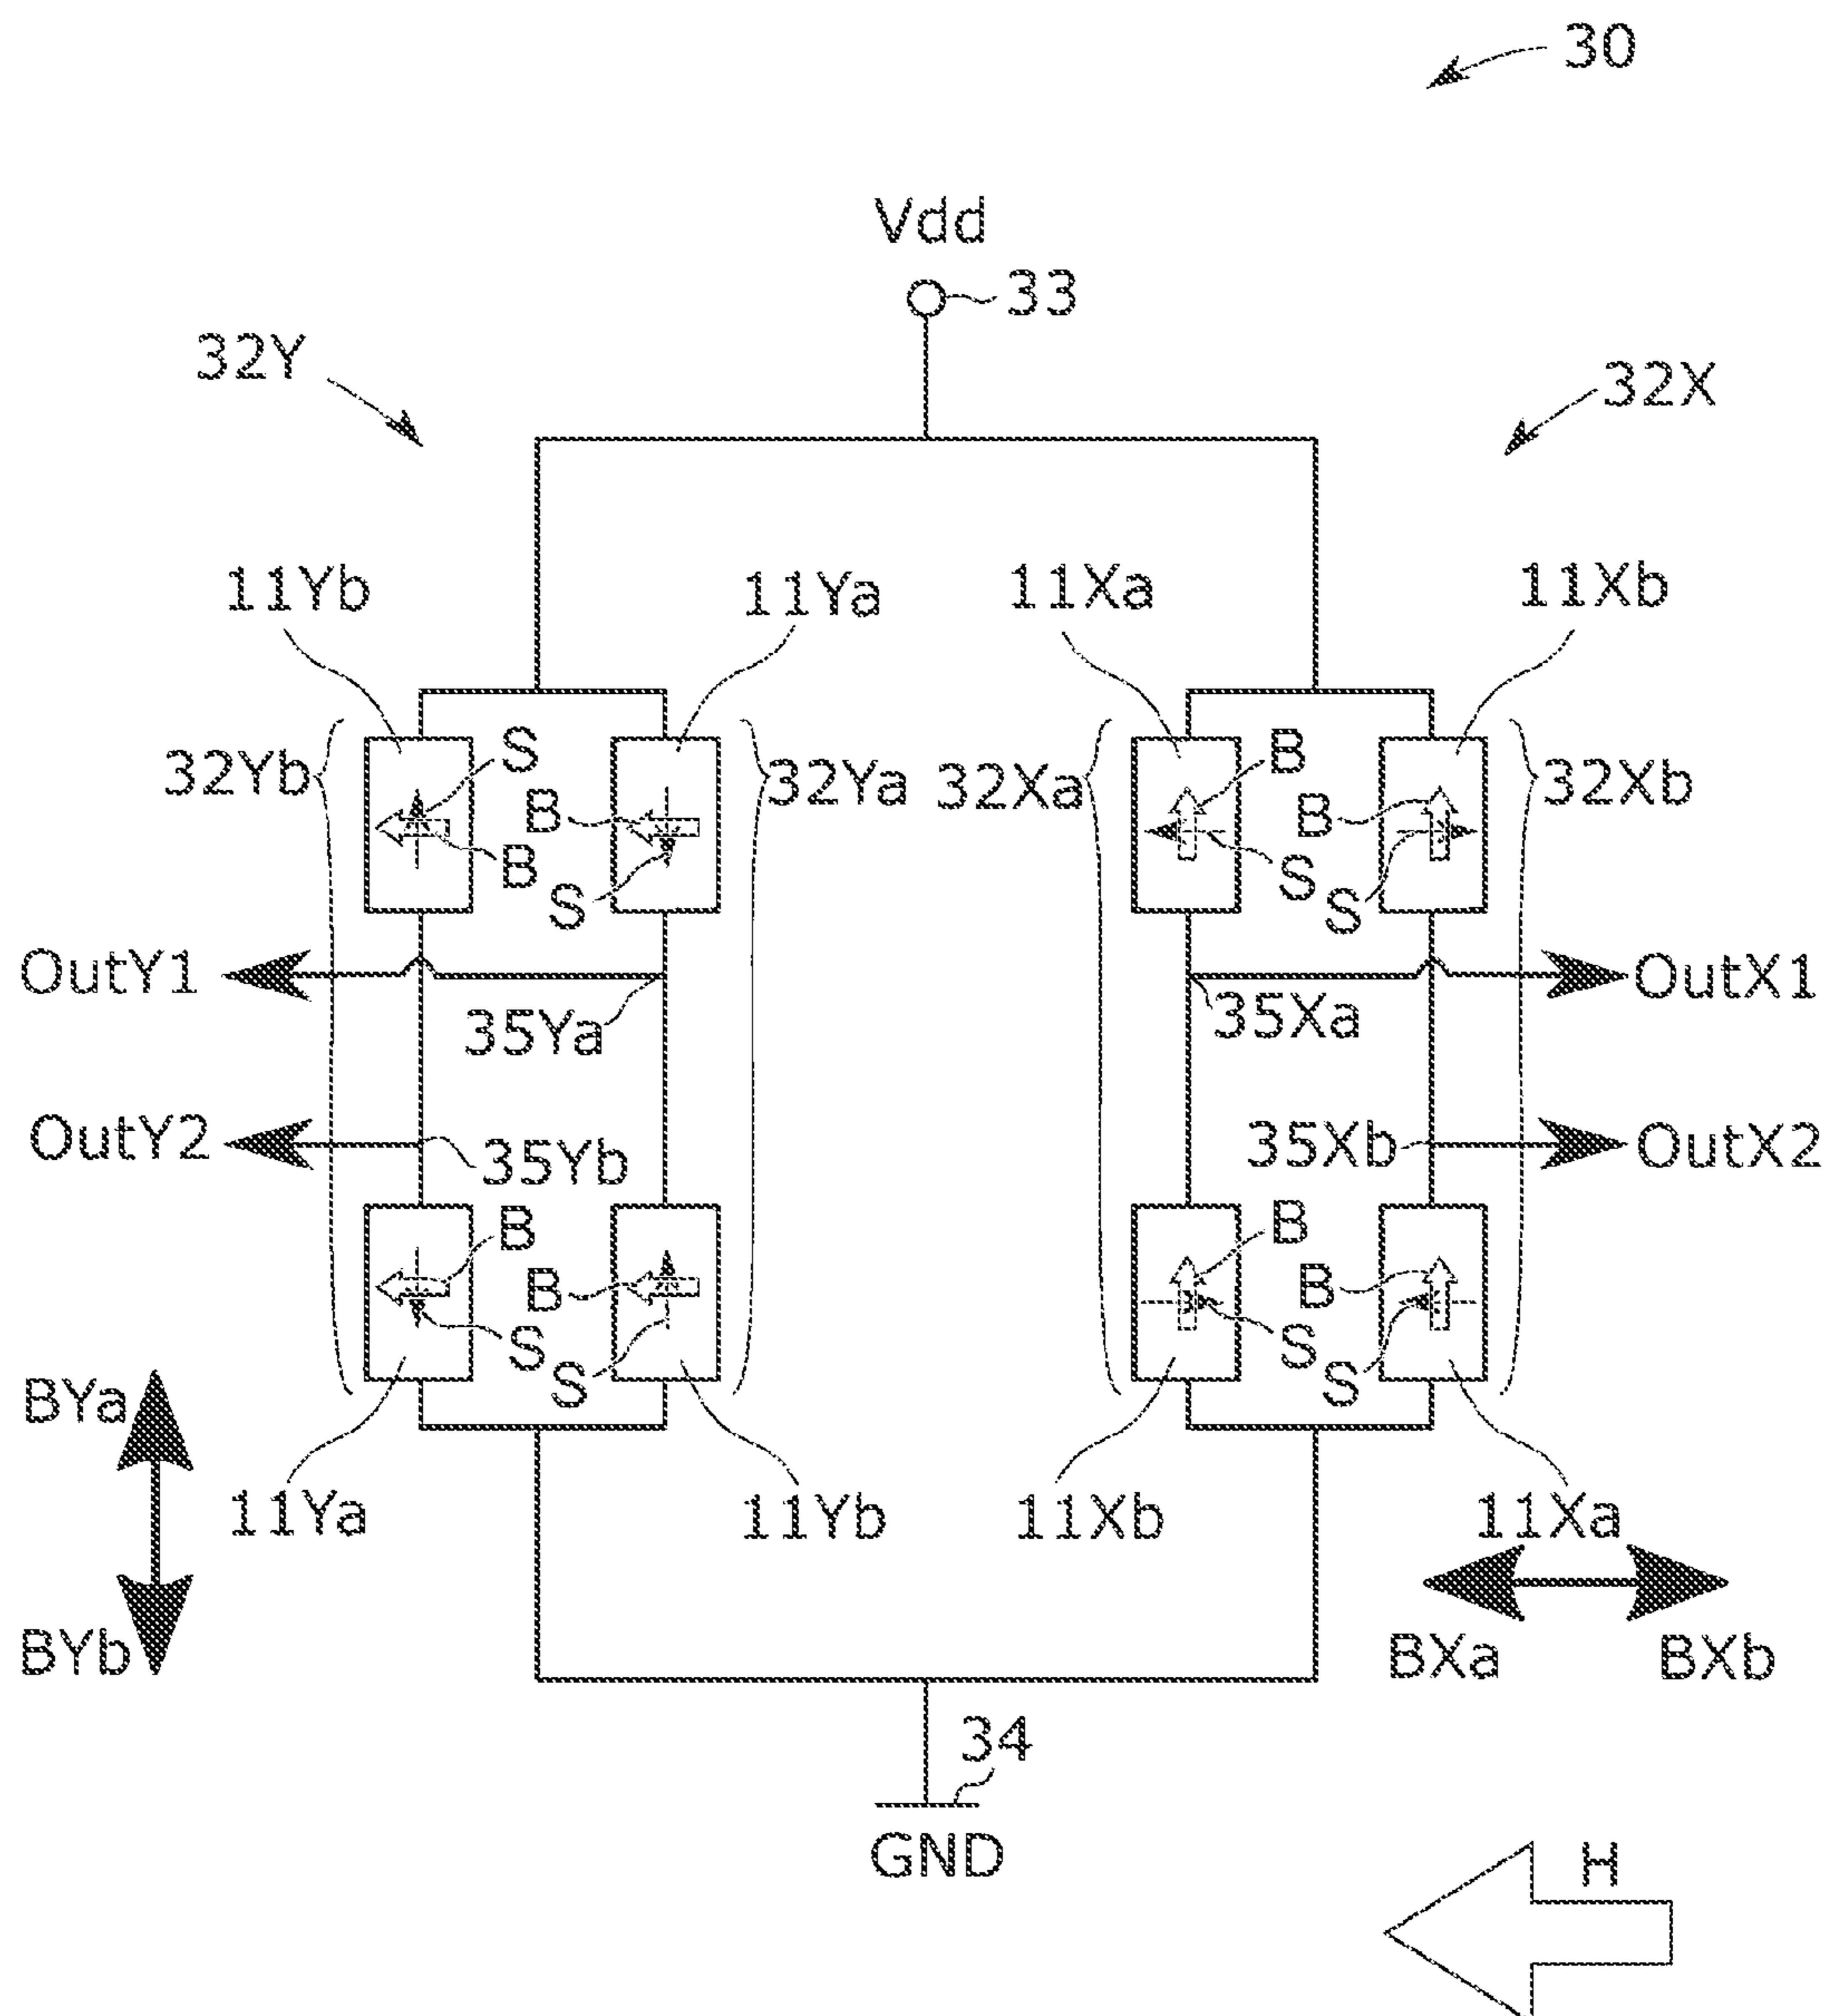 30
Vdd
33
32Y
32X
11Yb
11Ya
11Xa
11Xb
32Yb
S
B
B
S
32Ya
32Xa
B
B
S
S
32Xb
OutY1
35Ya
35Xa
OutX1
OutY2
35Yb
35Xb
OutX2
B
B
S
S
B
B
S
S
BYa
BYb
11Ya
11Yb
11Xb
11Xa
BXa
BXb
34
GND
H